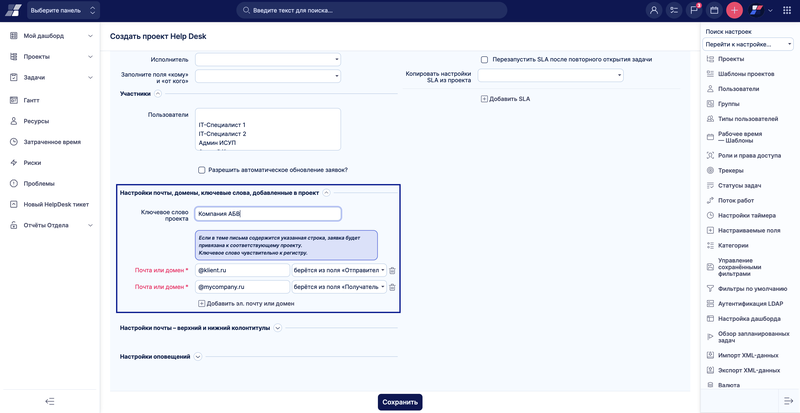 Выберите панель
Введите текст для поиска...
Мой дашборд
Проекты
Задачи
Гантт
Ресурсы
Затраченное время
Риски
Проблемы
Новый HelpDesk тикет
Отчёты Отдела
Создать проект Help Desk
Исполнитель
Заполните поля «кому»
и «от кого»
Участники
Пользователи
IT-Специалист 1
IT-Специалист 2
Админ ИСУП
Разрешить автоматическое обновление заявок?
Настройки почты, домены, ключевые слова, добавленные в проект
Ключевое слово
проекта
Компания АБВ
Если в теме письма содержится указанная строка, заявка будет
привязана к соответствующему проекту.
Ключевое слово чувствительно к регистру.
Почта или домен * @klient.ru берётся из поля «Отправител
Почта или домен * @mycompany.ru берётся из поля «Получатель
Добавить эл. почту или домен
Настройки почты – верхний и нижний колонтитулы
Настройки оповещений
Перезапустить SLA после повторного открытия задачи
Копировать настройки
SLA из проекта
Добавить SLA
Сохранить
Поиск настроек
Перейти к настройке...
Проекты
Шаблоны проектов
Пользователи
Группы
Типы пользователей
Рабочее время
— Шаблоны
Роли и права доступа
Трекеры
Статусы задач
Поток работ
Настройки таймера
Настраиваемые поля
Категории
Управление
сохранёнными
фильтрами
Фильтры по умолчанию
Аутентификация LDAP
Настройка дашборда
Обзор запланированных
задач
Импорт XML-данных
Экспорт XML-данных
Валюта